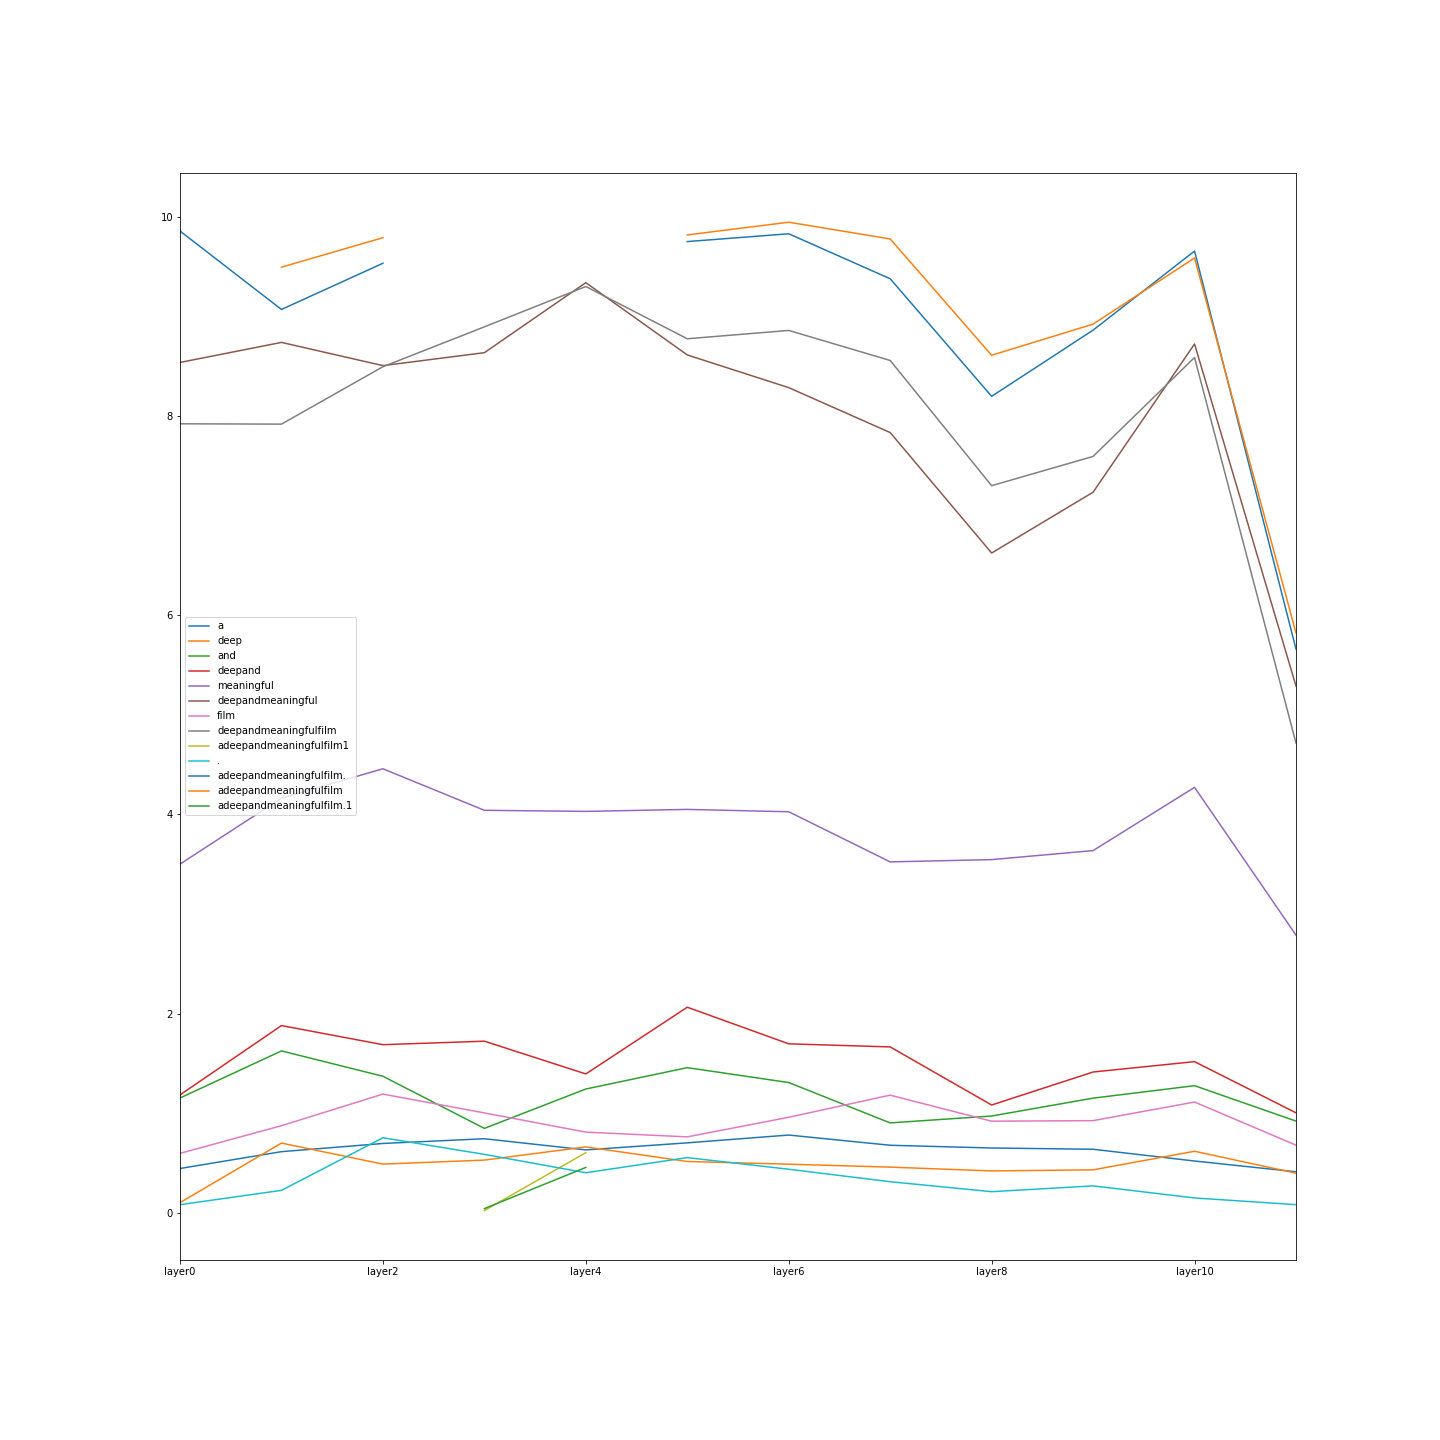 10
8
6
4
2
0
a
deep
and
deepand
meaningful
deepandmeaningful
film
deepandmeaningfulfilm
adeepandmeaningfulfilm1
.
adeepandmeaningfulfilm.
adeepandmeaningfulfilm
adeepandmeaningfulfilm.1
layer0 layer2 layer4 layer6 layer8 layer10